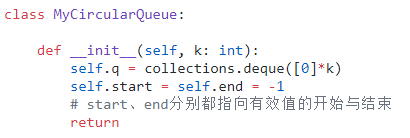 class MyCircularQueue:
def __init__(self, k: int):
self.q = collections.deque([0]*k)
self.start = self.end = -1
# start、end分别都指向有效值的开始与结束
return